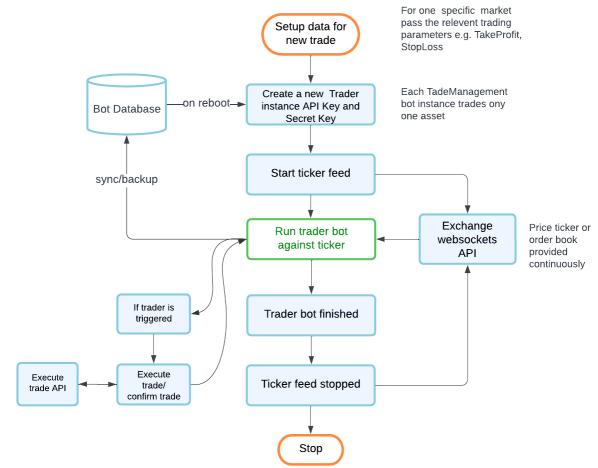 Setup data for
new trade
For one specific market
pass the relevent trading
parameters e.g. TakeProfit,
StopLoss
Bot Database
on reboot
Create a new Trader
instance API Key and
Secret Key
Each TadeManagement
bot instance trades ony
one asset
Start ticker feed
sync/backup
Run trader bot
against ticker
Exchange
websockets
API
Price ticker or
order book
provided
continuously
If trader is
triggered
Trader bot finished
Execute
trade API
Execute
trade/
confirm trade
Ticker feed stopped
Stop